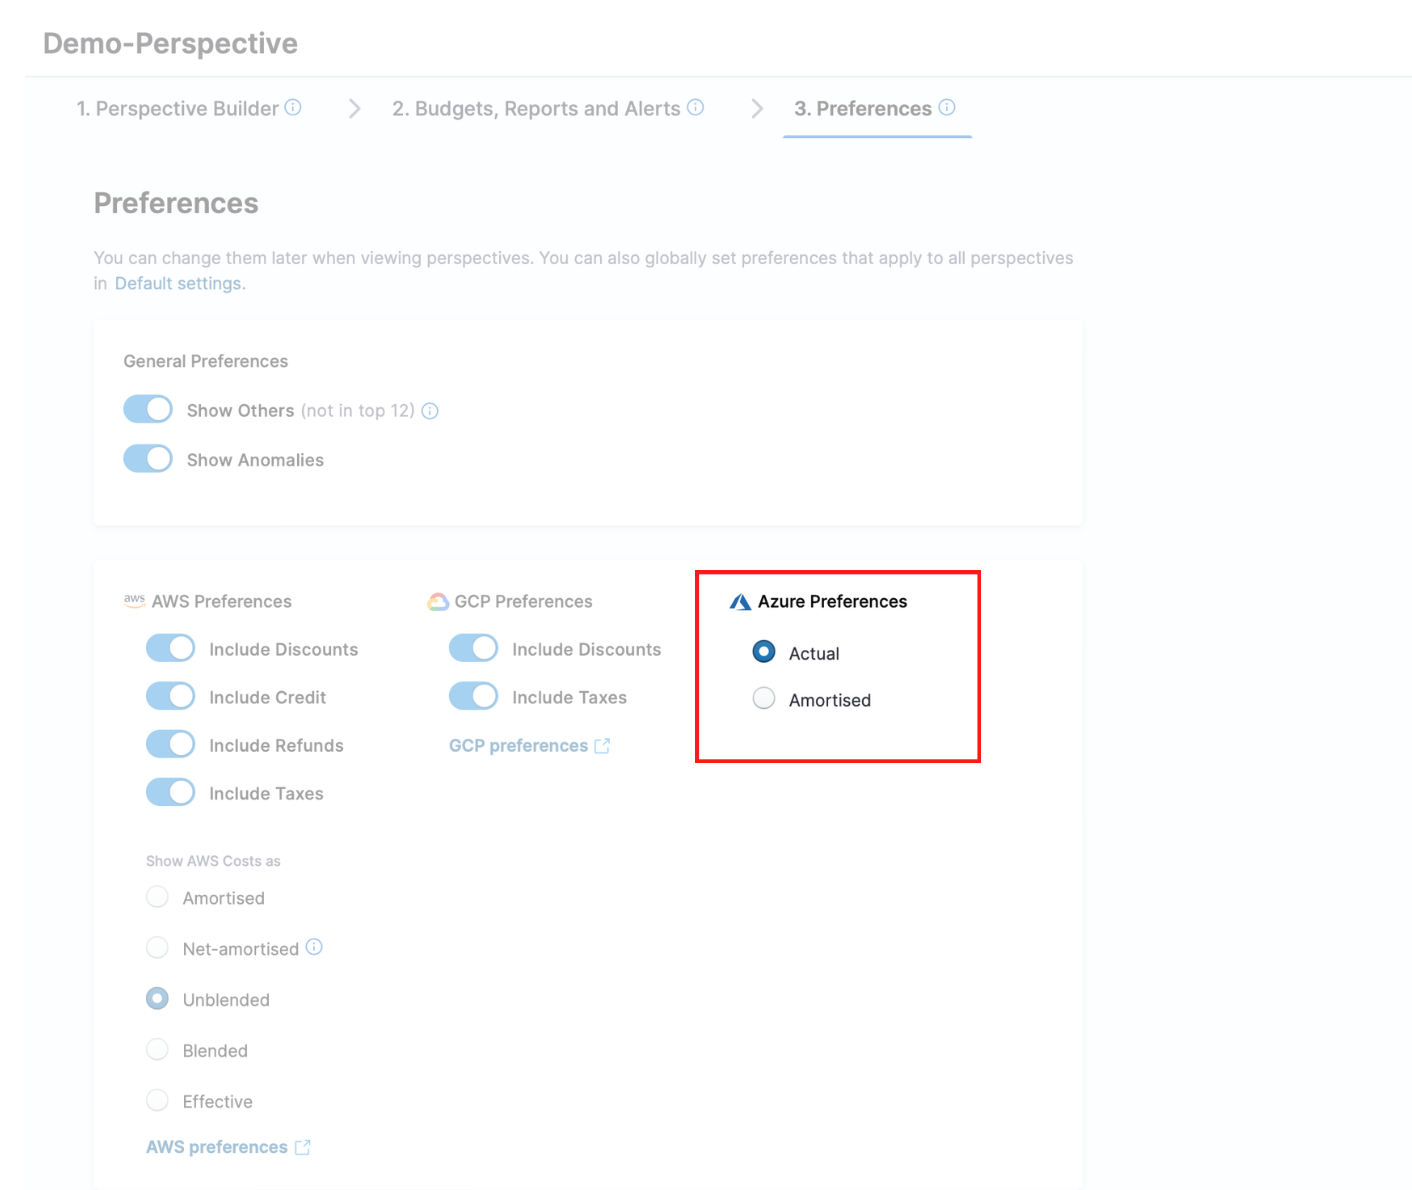 Demo-Perspective
1. Perspective Builder
2. Budgets, Reports and Alerts
3. Preferences
Preferences
You can change them later when viewing perspectives. You can also globally set preferences that apply to all perspectives
in Default settings.
General Preferences
Show Others (not in top 12)
Show Anomalies
aws AWS Preferences
Include Discounts
Include Credit
Include Refunds
Include Taxes
Show AWS Costs as
Amortised
Net-amortised
Unblended
Blended
Effective
AWS preferences
GCP Preferences
Include Discounts
Include Taxes
GCP preferences
Azure Preferences
Actual
Amortised